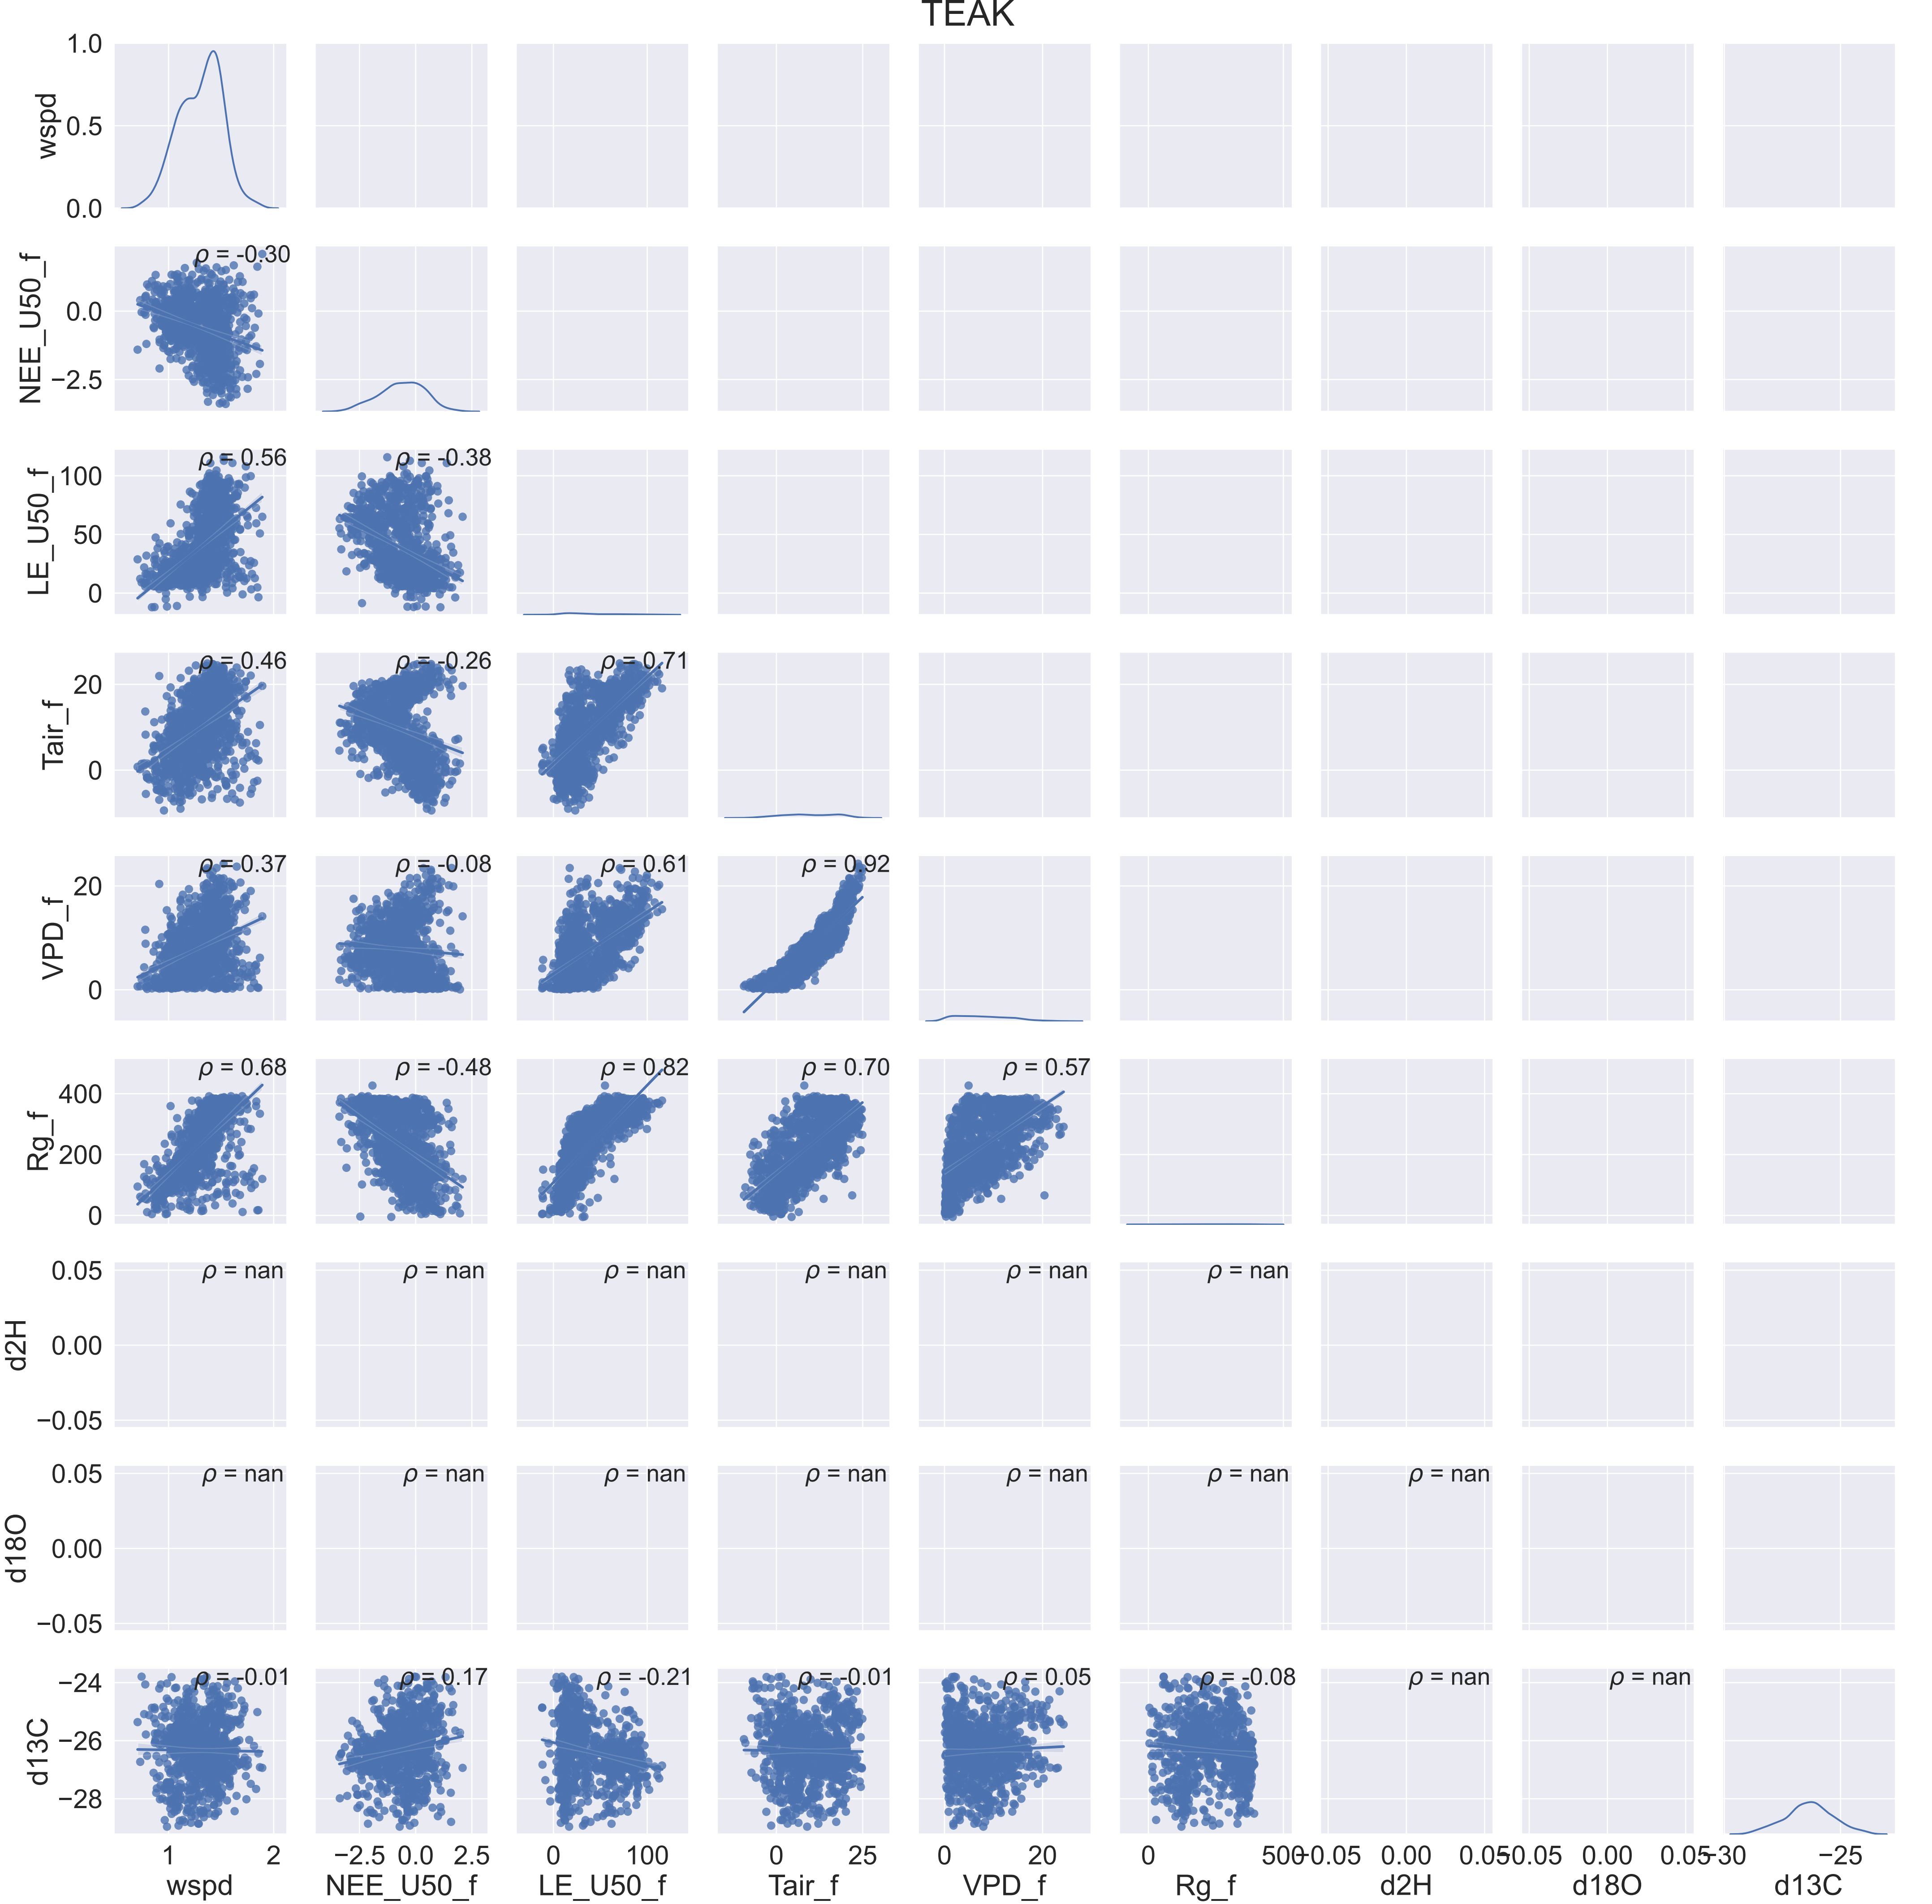 TEAK
1.0
wspd
0.5
0.0
ρ = -0.30
NEE_U50_f
0.0
−2.5
ρ = 0.56 ρ = -0.38
LE_U50_f
100
50
0
ρ = 0.46 ρ = -0.26 ρ = 0.71
Tair_f
20
0
ρ = 0.37 ρ = -0.08 ρ = 0.61 ρ = 0.92
VPD_f
20
0
ρ = 0.68 ρ = -0.48 ρ = 0.82 ρ = 0.70 ρ = 0.57
Rg_f
400
200
0
0.05 ρ = nan ρ = nan ρ = nan ρ = nan ρ = nan ρ = nan
d2H
0.00
−0.05
0.05 ρ = nan ρ = nan ρ = nan ρ = nan ρ = nan ρ = nan ρ = nan
d18O
0.00
−0.05
−24 ρ = -0.01 ρ = 0.17 ρ = -0.21 ρ = -0.01 ρ = 0.05 ρ = -0.08 ρ = nan ρ = nan
d13C
−26
−28
1 2 −2.5 0.0 2.5 0 100 0 25 0 20 0 500 −0.05 0.00 0.05 −0.05 0.00 0.05 −30 −25
wspd NEE_U50_f LE_U50_f Tair_f VPD_f Rg_f d2H d18O d13C